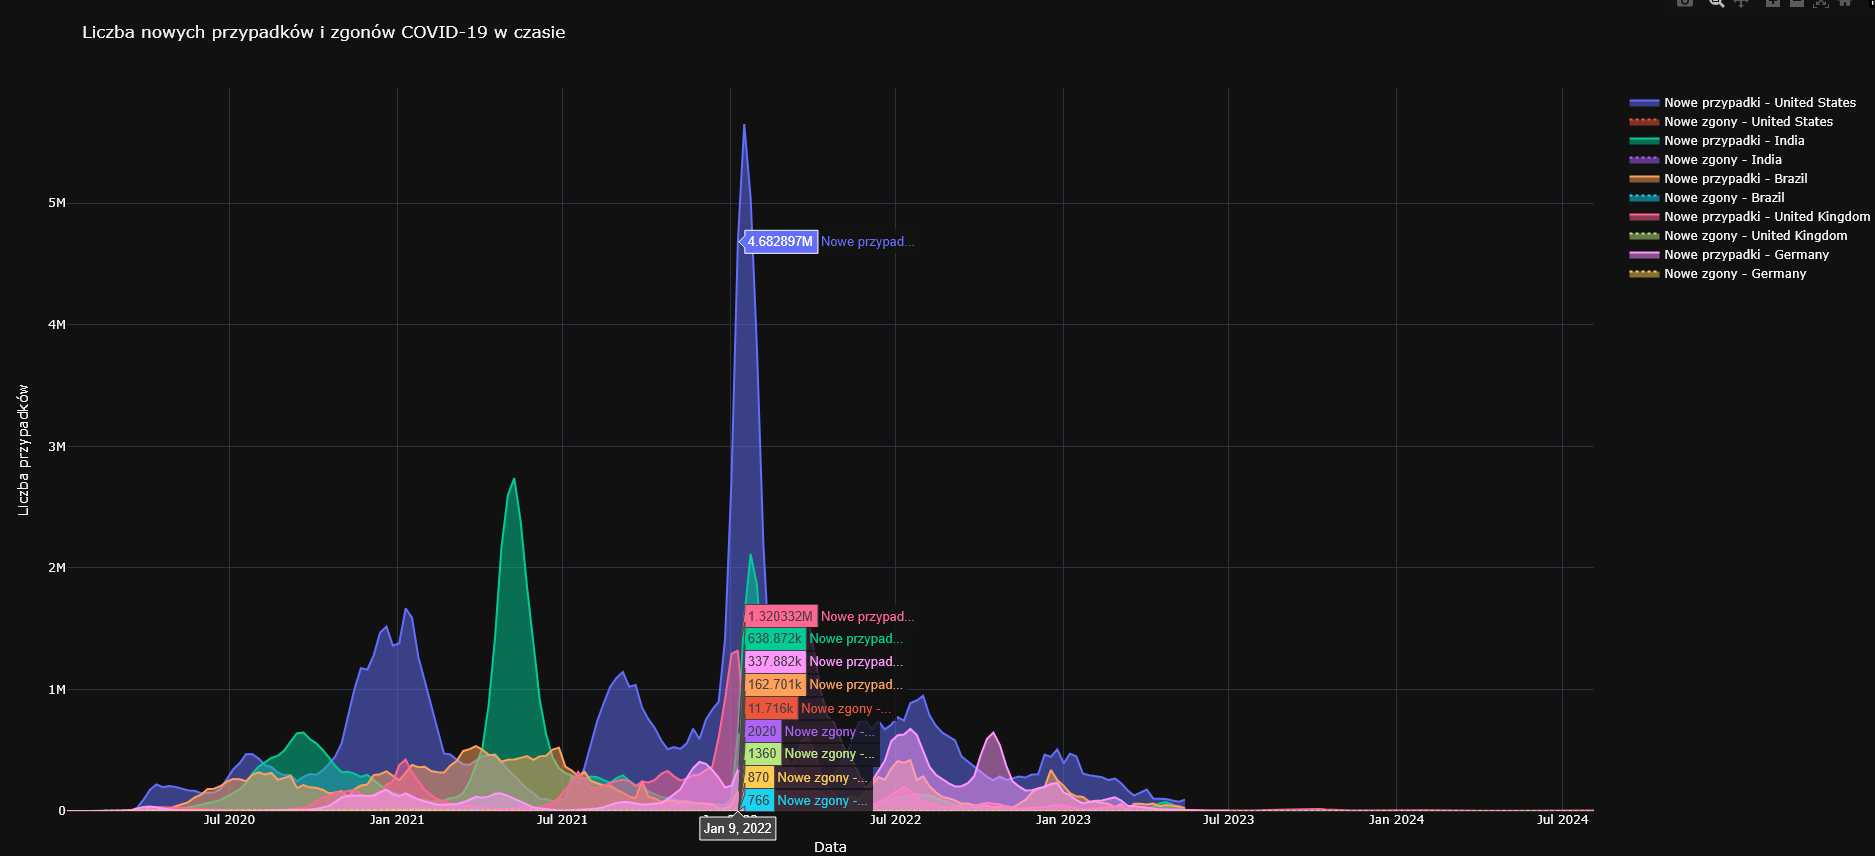 Liczba nowych przypadków i zgonów COVID-19 w czasie
Nowe przypadki - United States
Nowe zgony - United States
Nowe przypadki - India
Nowe zgony - India
Nowe przypadki - Brazil
Nowe zgony - Brazil
Nowe przypadki - United Kingdom
Nowe zgony - United Kingdom
Nowe przypadki - Germany
Nowe zgony - Germany
Liczba przypadków
5M
4M
3M
2M
1M
0
4.682897M Nowe przypad...
1.320332M Nowe przypad...
638.872k Nowe przypad...
337.882k Nowe przypad...
162.701k Nowe przypad...
11.716k Nowe zgony -...
2020 Nowe zgony -...
1360 Nowe zgony -...
870 Nowe zgony -...
766 Nowe zgony -...
Jul 2020
Jan 2021
Jul 2021
Jul 2022
Jan 2023
Jul 2023
Jan 2024
Jul 2024
Jan 9, 2022
Data